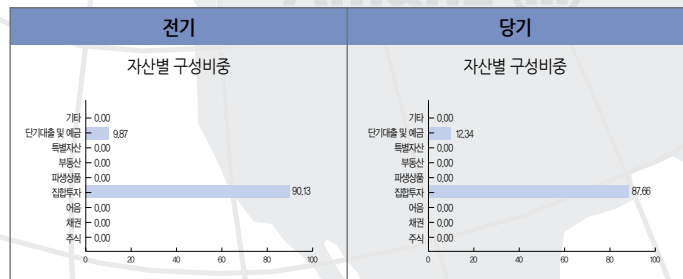 전기
당기
자산별 구성비중
기타 0.00
단기대출 및 예금 9.87
특별자산 0.00
부동산 0.00
파생상품 0.00
집합투자 90.13
어음 0.00
채권 0.00
주식 0.00
0 20 40 60 80 100
자산별 구성비중
기타 0.00
단기대출 및 예금 12.34
특별자산 0.00
부동산 0.00
파생상품 0.00
집합투자 87.66
어음 0.00
채권 0.00
주식 0.00
0 20 40 60 80 100